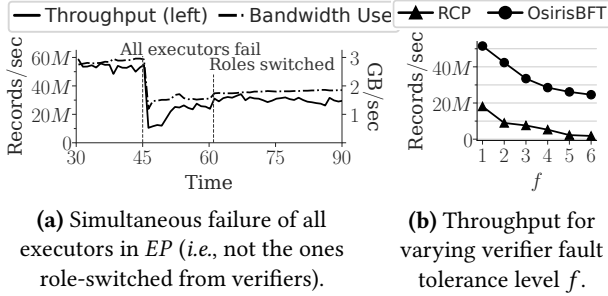 Throughput (left) Bandwidth Use
RCP OsirisBFT
60M
40M
20M
0
Records/sec
All executors fail
Roles switched
3
2
1
GB/sec
30 45 60 75 90
Time
40M
20M
0
Records/sec
1 2 3 4 5 6
f
(a) Simultaneous failure of all
executors in EP (i.e., not the ones
role-switched from verifiers).
(b) Throughput for
varying verifier fault
tolerance level f.